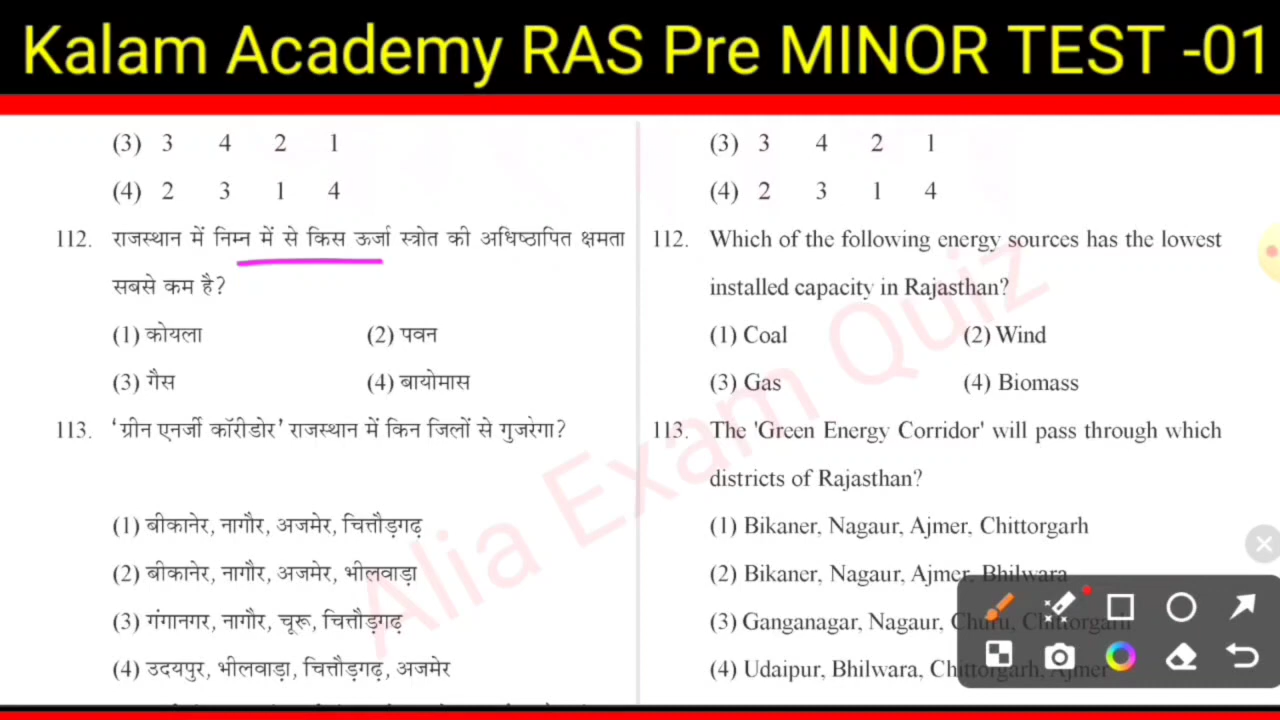 Kalam Academy RAS Pre MINOR TEST -01
(3) 3 4 2 1
(4) 2 3 1 4
112. राजस्थान में निम्न में से किस ऊर्जा स्त्रोत की अधिष्ठापित क्षमता
सबसे कम है?
(1) कोयला (2) पवन
(3) गैस (4) बायोमास
113. 'ग्रीन एनर्जी कॉरीडोर' राजस्थान में किन जिलों से गुजरेगा?
(1) बीकानेर, नागौर, अजमेर, चित्तौड़गढ़
(2) बीकानेर, नागौर, अजमेर, भीलवाड़ा
(3) गंगानगर, नागौर, चूरू, चित्तौड़गढ़
(4) उदयपुर, भीलवाड़ा, चित्तौड़गढ़, अजमेर
(3) 3 4 2 1
(4) 2 3 1 4
112. Which of the following energy sources has the lowest
installed capacity in Rajasthan?
(1) Coal (2) Wind
(3) Gas (4) Biomass
113. The 'Green Energy Corridor' will pass through which
districts of Rajasthan?
(1) Bikaner, Nagaur, Ajmer, Chittorgarh
(2) Bikaner, Nagaur, Ajmer, Bhilwara
(3) Ganganagar, Nagaur, Churu, Chittorgarh
(4) Udaipur, Bhilwara, Chittorgarh, Ajmer
Alia Exam Quiz